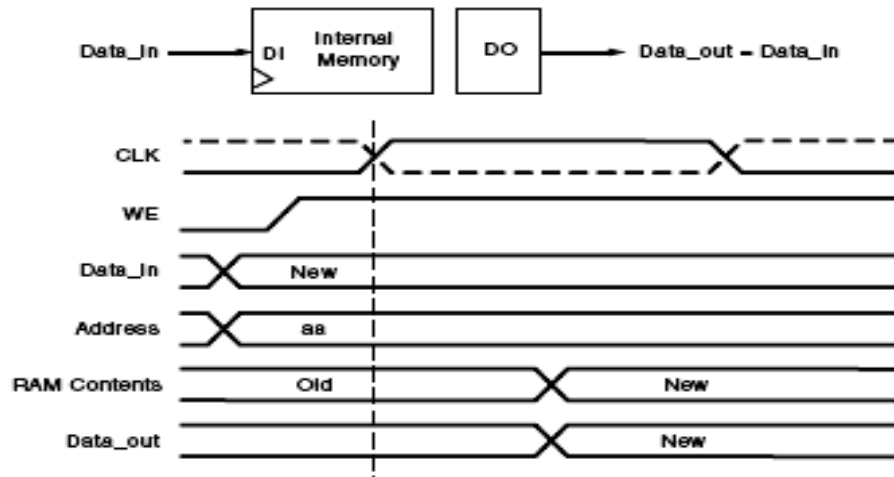 Data_In DI Internal Memory DO Data_out = Data_In
CLK
WE
Data_In New
Address aa
RAM Contents Old New
Data_out New